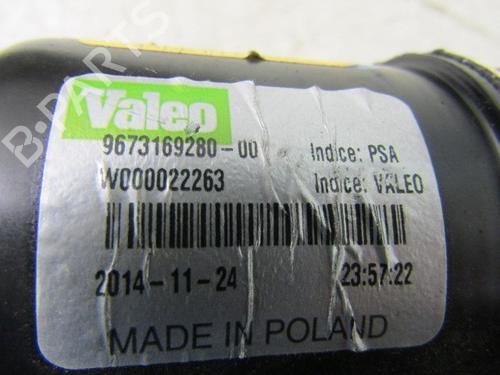 Valeo
9673169280-00 Indice: PSA
W000022263 Indice: VALEO
2014-11-24 23:57:22
MADE IN POLAND
B-PARTS